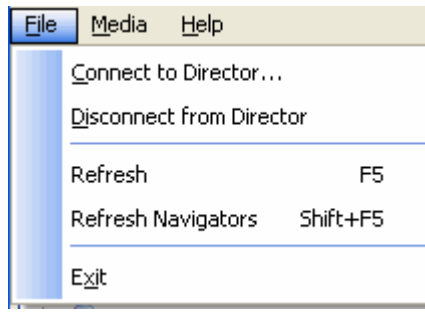 File Media Help
Connect to Director...
Disconnect from Director
Refresh F5
Refresh Navigators Shift+F5
Exit